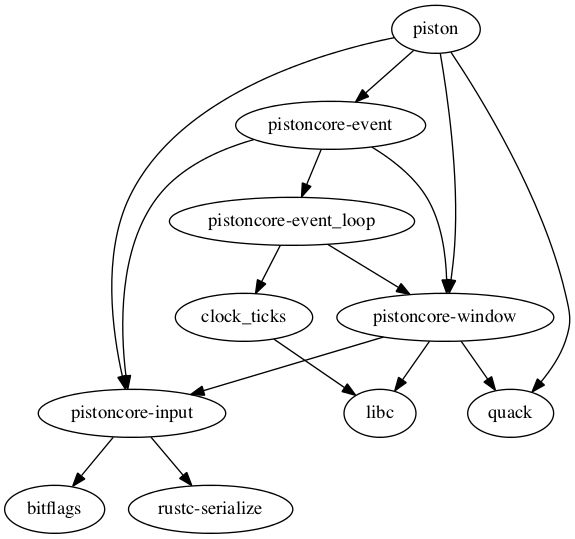 piston
pistoncore-event
pistoncore-event_loop
clock_ticks
pistoncore-window
pistoncore-input
libc
quack
bitflags
rustc-serialize